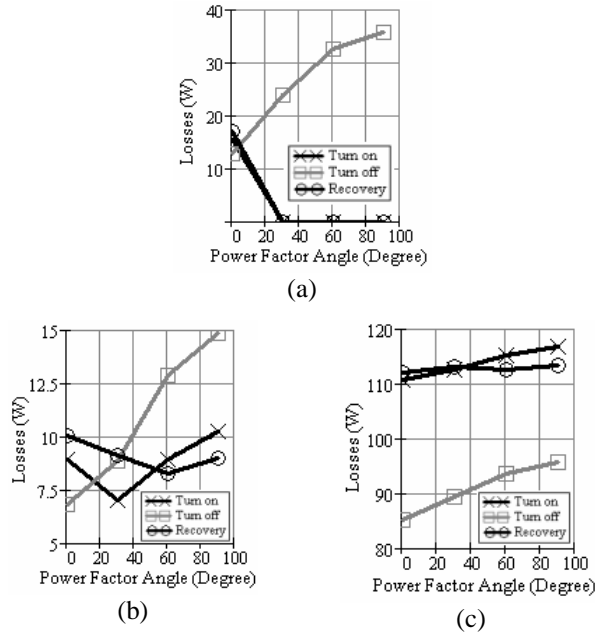 40
30
20
10
Losses (W)
Turn on
Turn off
Recovery
0 20 40 60 80 100
Power Factor Angle (Degree)
(a)
15
12.5
10
7.5
5
Losses (W)
Turn on
Turn off
Recovery
0 20 40 60 80 100
Power Factor Angle (Degree)
(b)
120
110
100
90
80
Losses (W)
Turn on
Turn off
Recovery
0 20 40 60 80 100
Power Factor Angle (Degree)
(c)